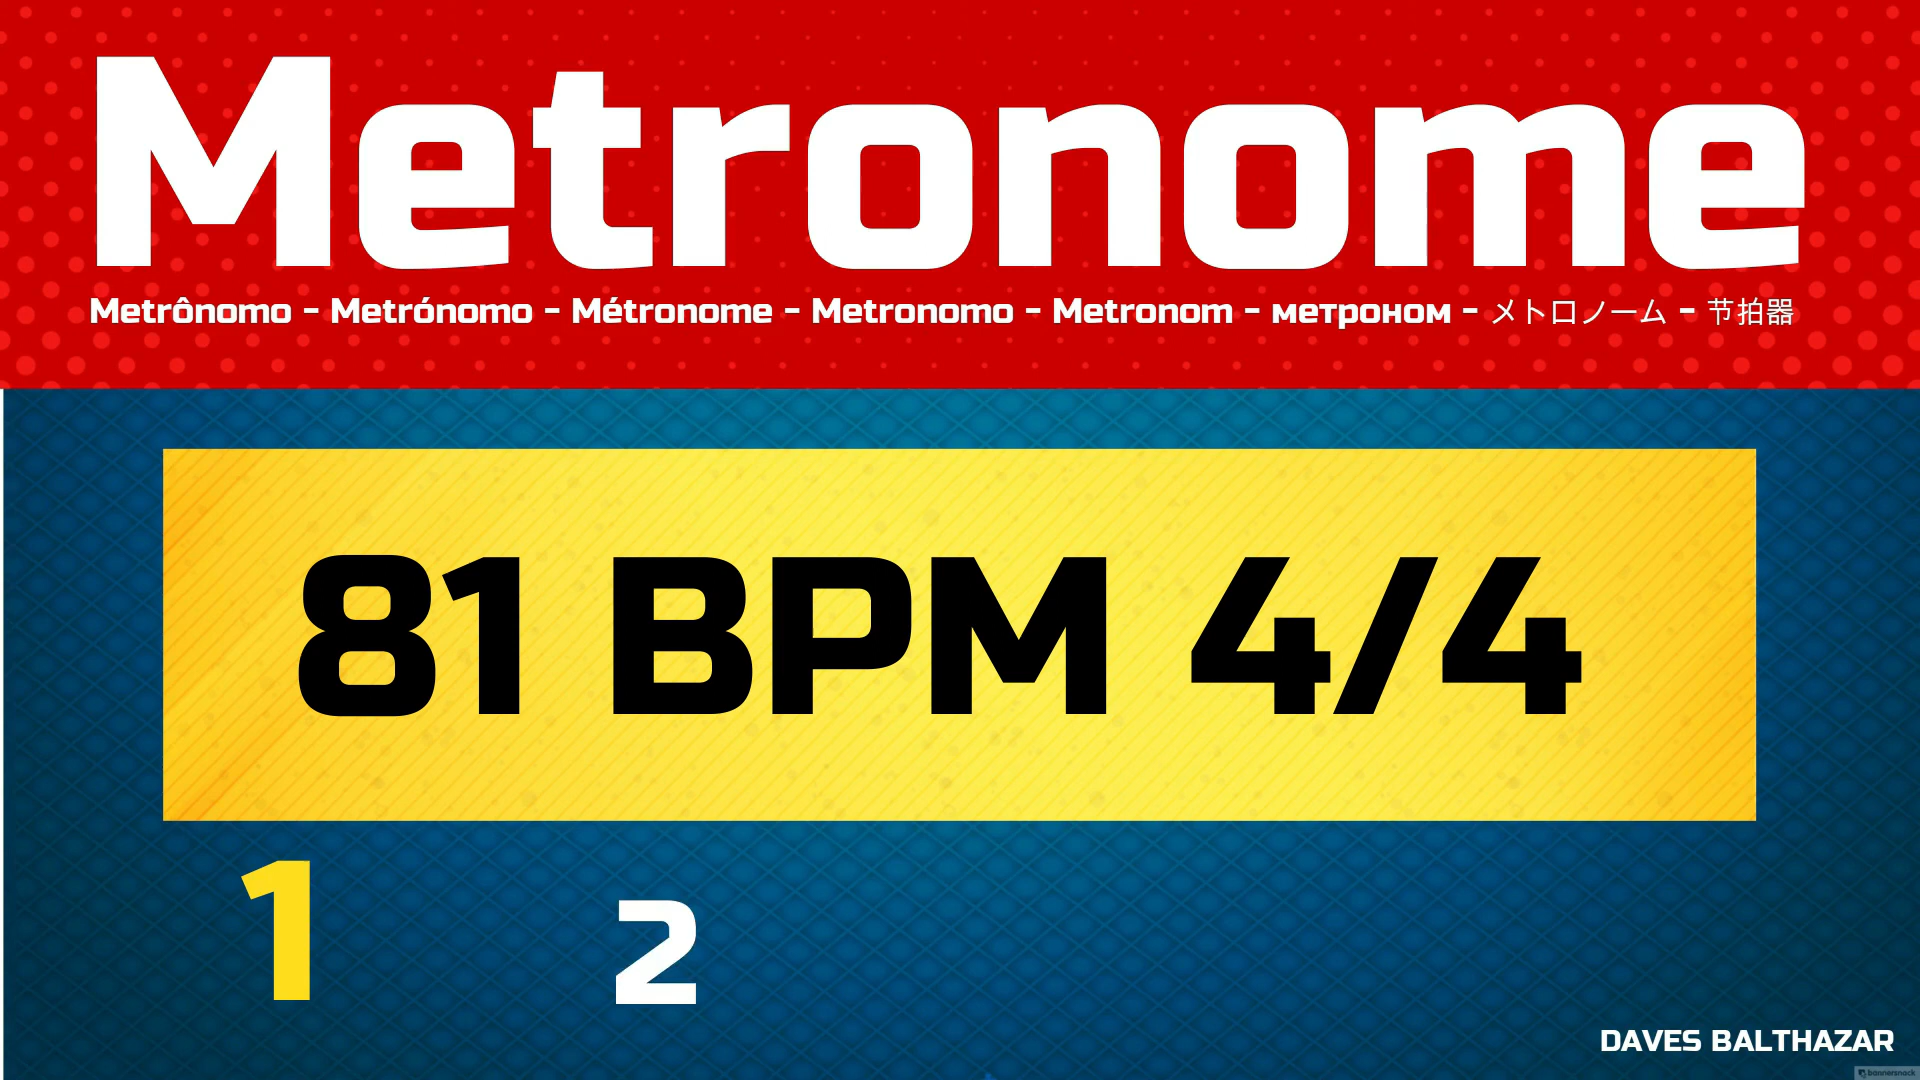 Metronome
Metrônomo - Metrónomo - Métronome - Metronomo - Metronom - метроном - メトロノーム - 节拍器
81 BPM 4/4
1 2
DAVES BALTHAZAR
bannersnack